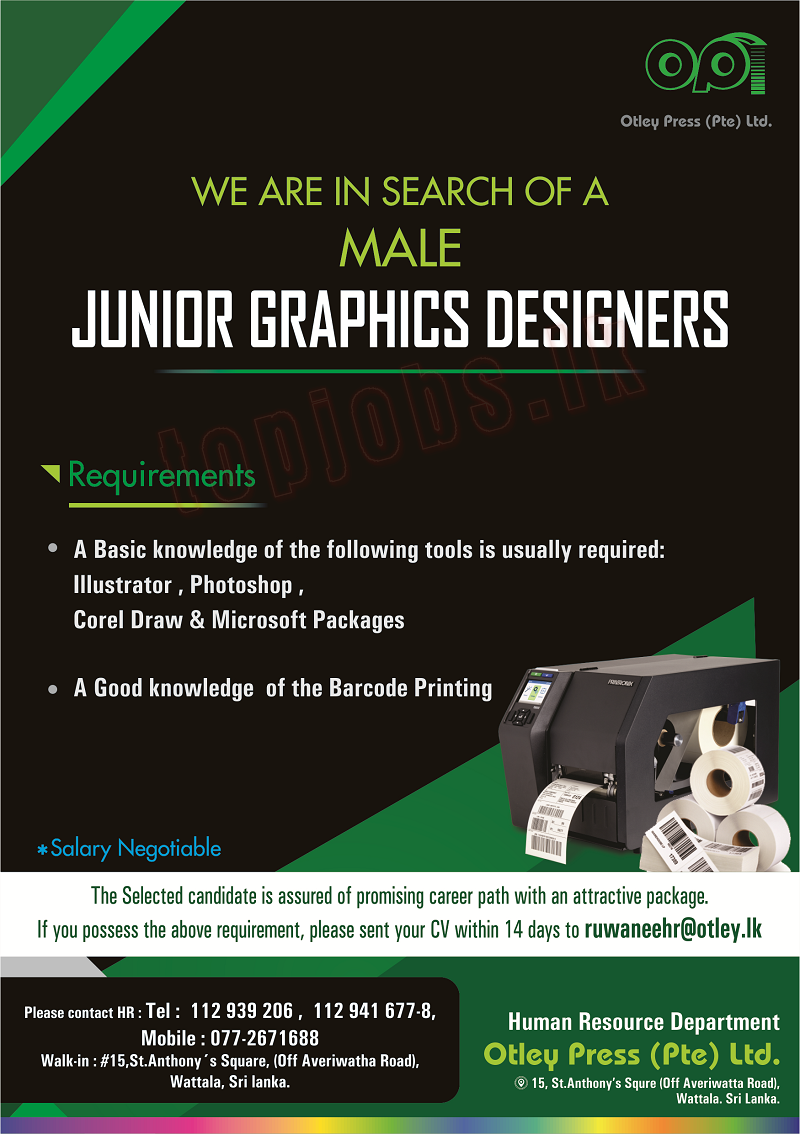 opi
Otley Press (Pte) Ltd.
WE ARE IN SEARCH OF A
MALE
JUNIOR GRAPHICS DESIGNERS
topjobs.lk
Requirements
• A Basic knowledge of the following tools is usually required:
Illustrator , Photoshop ,
Corel Draw & Microsoft Packages
• A Good knowledge of the Barcode Printing
PRINTRONIX
*Salary Negotiable
The Selected candidate is assured of promising career path with an attractive package.
If you possess the above requirement, please sent your CV within 14 days to ruwaneehr@otley.lk
Please contact HR : Tel : 112 939 206 , 112 941 677-8,
Mobile : 077-2671688
Walk-in : #15,St.Anthony´s Square, (Off Averiwatha Road),
Wattala, Sri lanka.
Human Resource Department
Otley Press (Pte) Ltd.
15, St.Anthony's Squre (Off Averiwatta Road),
Wattala. Sri Lanka.